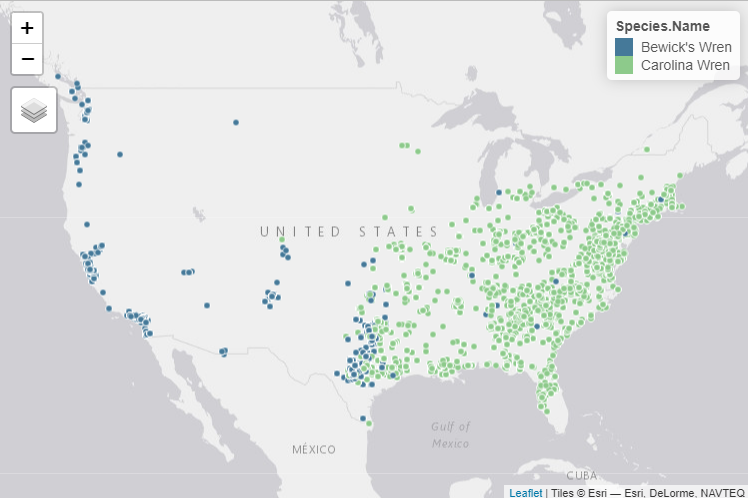 +
Species.Name
Bewick's Wren
Carolina Wren
−
UNITED STATES
Gulf of
Mexico
MÉXICO
CUBA
Leaflet | Tiles © Esri — Esri, DeLorme, NAVTEQ